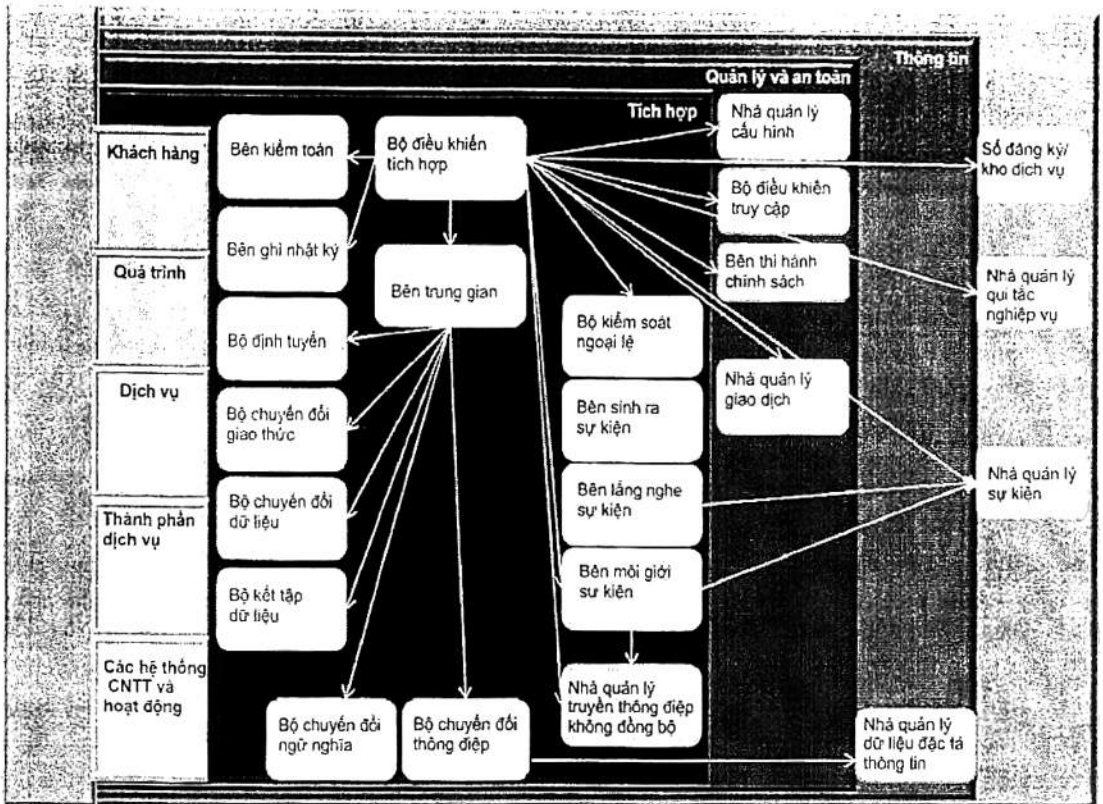 Thông tin
Quản lý và an toàn
Tích hợp
Khách hàng
Quá trình
Dịch vụ
Thành phần
dịch vụ
Các hệ thống
CNTT và
hoạt động
Bên kiểm toán
Bên ghi nhật ký
Bộ định tuyến
Bộ chuyển đổi
giao thức
Bộ chuyển đổi
dữ liệu
Bộ kết tập
dữ liệu
Bộ chuyển đổi
ngữ nghĩa
Bộ điều khiển
tích hợp
Bên trung gian
Bộ chuyển đổi
thông điệp
Bộ kiểm soát
ngoại lệ
Bên sinh ra
sự kiện
Bên lắng nghe
sự kiện
Bên môi giới
sự kiện
Nhà quản lý
truyền thông điệp
không đồng bộ
Nhà quản lý
cấu hình
Bộ điều khiển
truy cập
Bên thi hành
chính sách
Nhà quản lý
giao dịch
Nhà quản lý
dữ liệu đặc tả
thông tin
Sổ đăng ký/
kho dịch vụ
Nhà quản lý
qui tắc
nghiệp vụ
Nhà quản lý
sự kiện